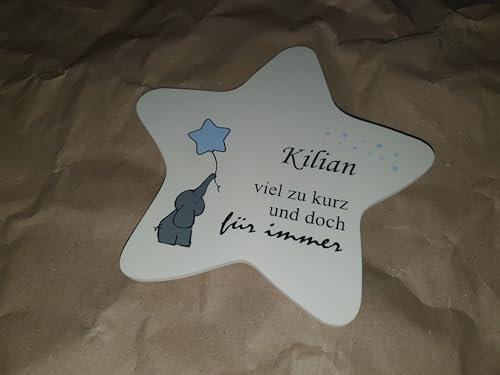 Kilian
viel zu kurz
und doch
für immer